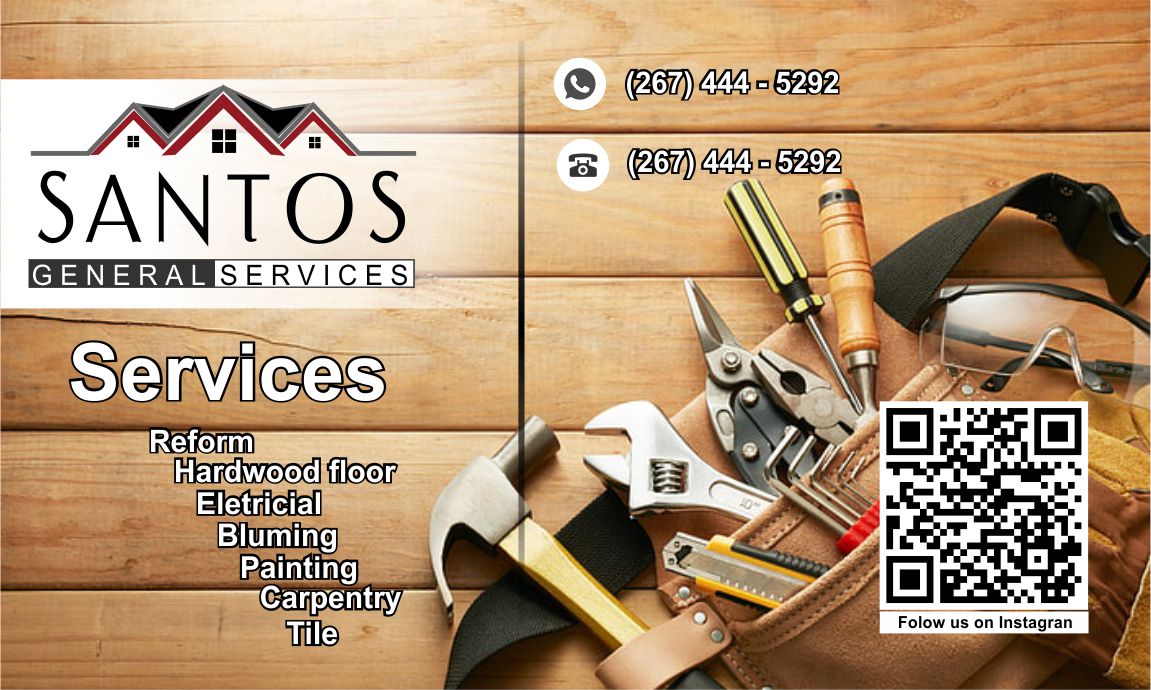 SANTOS
GENERAL SERVICES
(267) 444 - 5292
(267) 444 - 5292
Services
Reform
Hardwood floor
Eletricial
Bluming
Painting
Carpentry
Tile
Folow us on Instagran